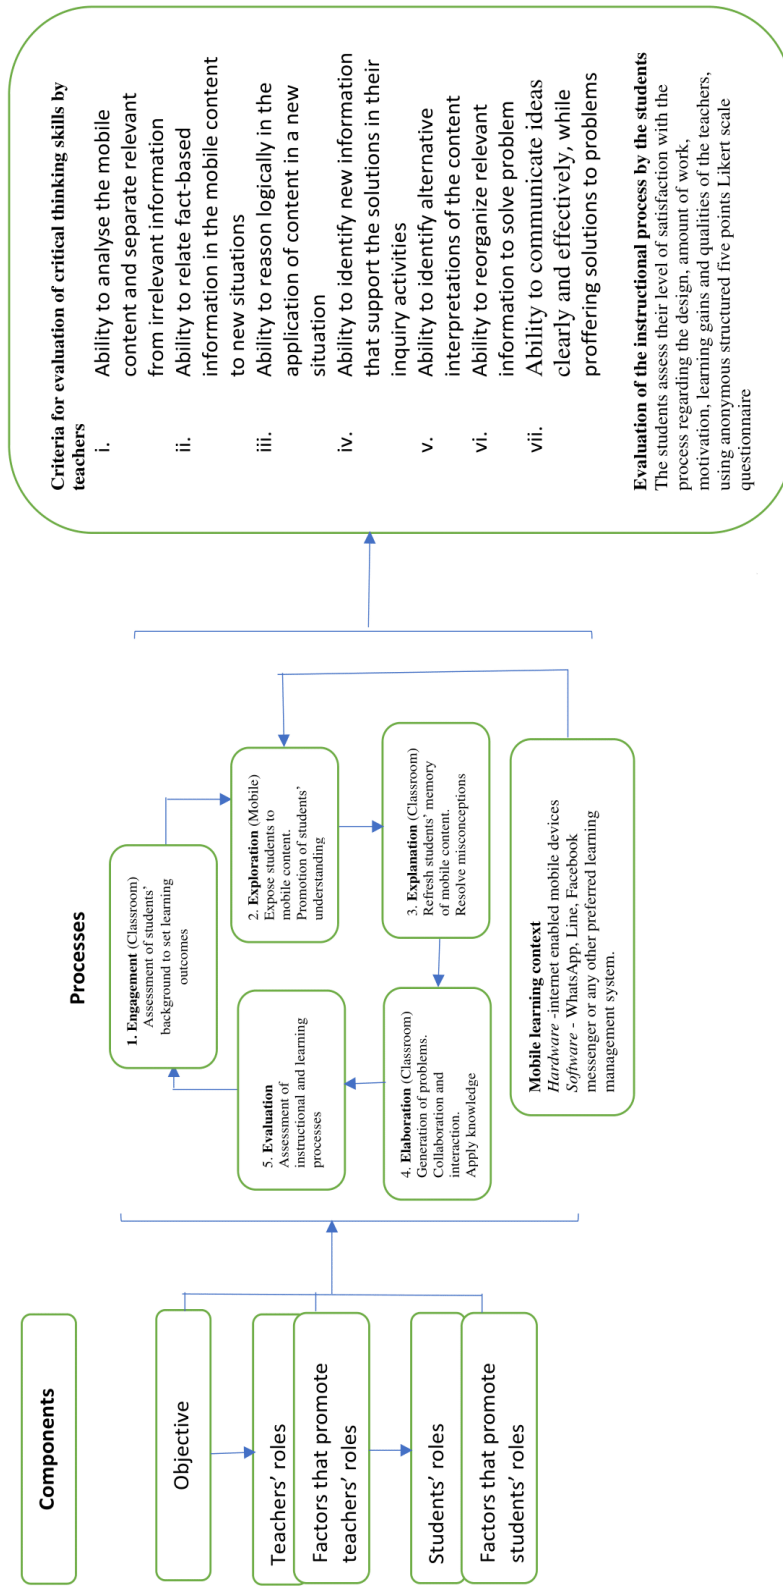 Components
Objective
Teachers’ roles
Factors that promote
teachers’ roles
Students’ roles
Factors that promote
students’ roles
Processes
1. Engagement (Classroom)
Assessment of students’
background to set learning
outcomes
2. Exploration (Mobile)
Expose students to
mobile content.
Promotion of students’
understanding
3. Explanation (Classroom)
Refresh students’ memory
of mobile content.
Resolve misconceptions
4. Elaboration (Classroom)
Generation of problems.
Collaboration and
interaction.
Apply knowledge
5. Evaluation
Assessment of
instructional and learning
processes
Mobile learning context
Hardware -internet enabled mobile devices
Software - WhatsApp, Line, Facebook
messenger or any other preferred learning
management system.
Criteria for evaluation of critical thinking skills by
teachers
i. Ability to analyse the mobile
content and separate relevant
from irrelevant information
ii. Ability to relate fact-based
information in the mobile content
to new situations
iii. Ability to reason logically in the
application of content in a new
situation
iv. Ability to identify new information
that support the solutions in their
inquiry activities
v. Ability to identify alternative
interpretations of the content
vi. Ability to reorganize relevant
information to solve problem
vii. Ability to communicate ideas
clearly and effectively, while
proffering solutions to problems
Evaluation of the instructional process by the students
The students assess their level of satisfaction with the
process regarding the design, amount of work,
motivation, learning gains and qualities of the teachers,
using anonymous structured five points Likert scale
questionnaire